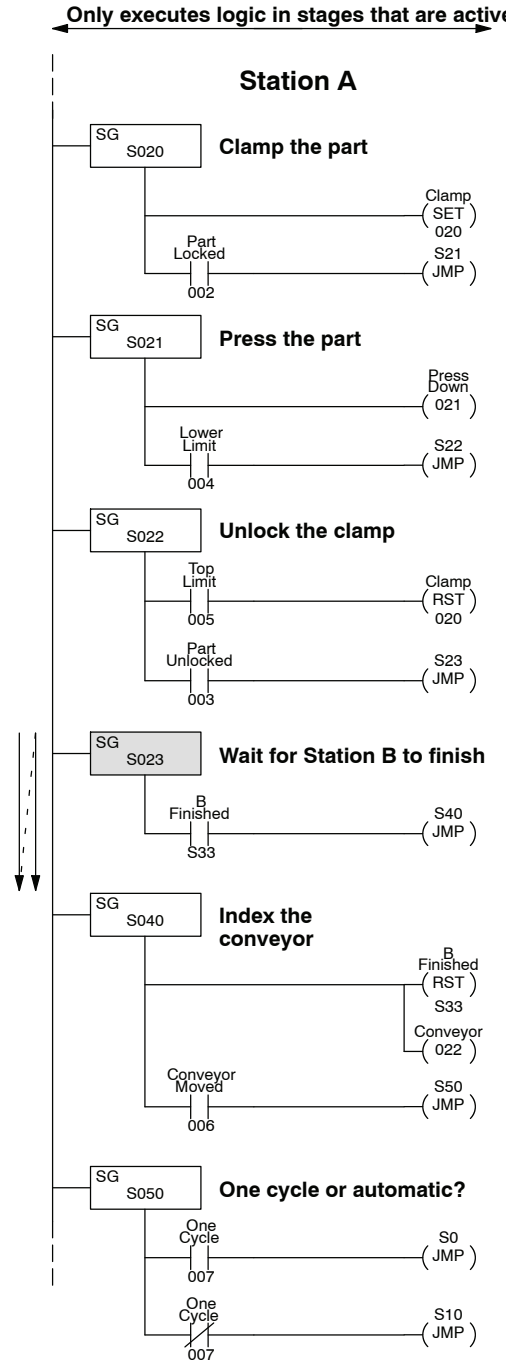 Only executes logic in stages that are active
Station A
SG
S020
Clamp the part
Clamp
SET
020
Part
Locked
002
S21
JMP
SG
S021
Press the part
Press
Down
021
Lower
Limit
004
S22
JMP
SG
S022
Unlock the clamp
Top
Limit
005
Clamp
RST
020
Part
Unlocked
003
S23
JMP
SG
S023
Wait for Station B to finish
B
Finished
S33
S40
JMP
SG
S040
Index the
conveyor
B
Finished
RST
S33
Conveyor
022
Conveyor
Moved
006
S50
JMP
SG
S050
One cycle or automatic?
One
Cycle
007
S0
JMP
One
Cycle
007
S10
JMP